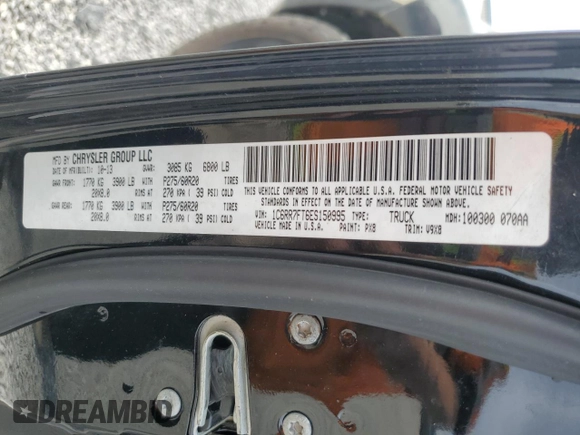 MFD BY CHRYSLER GROUP LLC
DATE OF MFR(BUILT): 10-13 GVWR: 3085 KG 6800 LB
GAWR FRONT: 1770 KG 3900 LB P275/60R20 TIRES
20X8.0 RIMS AT 270 KPA ( 39 PSI) COLD
GAWR REAR: 1770 KG 3900 LB P275/60R20 TIRES
20X8.0 RIMS AT 270 KPA ( 39 PSI) COLD
THIS VEHICLE CONFORMS TO ALL APPLICABLE U.S.A. FEDERAL MOTOR VEHICLE SAFETY
STANDARDS IN EFFECT ON THE DATE OF MANUFACTURE SHOWN ABOVE
VIN: 1C6RR7FT6ES150995 TYPE: TRUCK MDH: 100300 070AA
VEHICLE MADE IN U.S.A. PAINT: PX8 TRIM: V9X8
DREAMBID